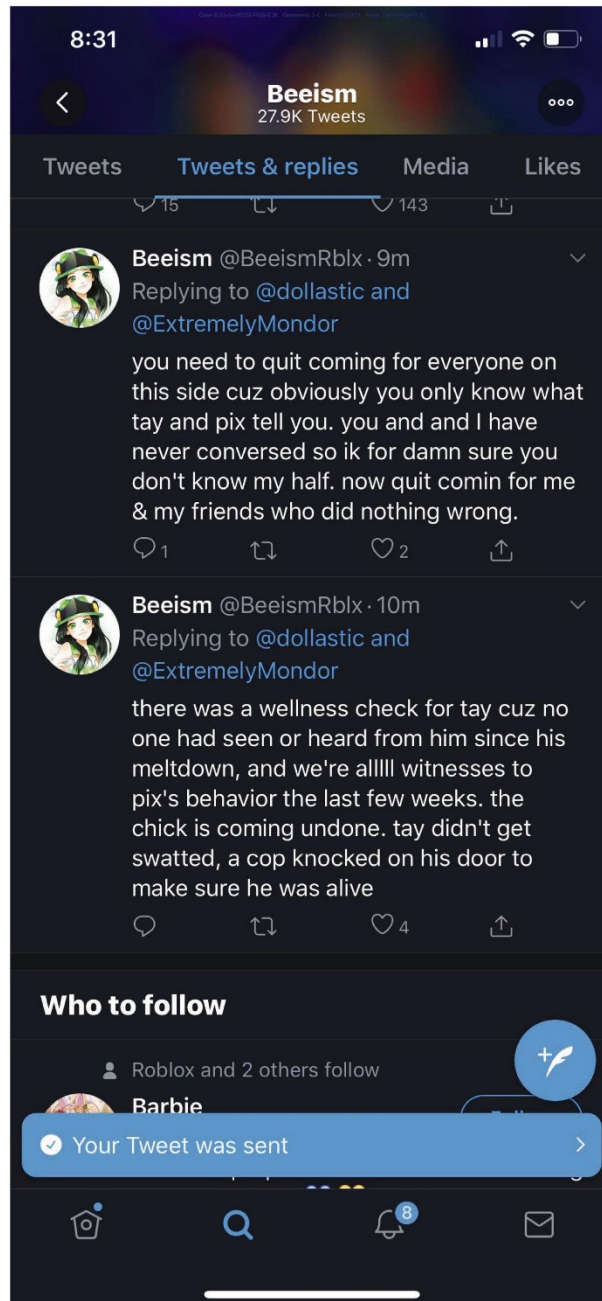 8:31
Beeism
27.9K Tweets
Tweets Tweets & replies Media Likes
15 143
Beeism @BeeismRblx · 9m
Replying to @dollastic and
@ExtremelyMondor
you need to quit coming for everyone on
this side cuz obviously you only know what
tay and pix tell you. you and and I have
never conversed so ik for damn sure you
don't know my half. now quit comin for me
& my friends who did nothing wrong.
1 2
Beeism @BeeismRblx · 10m
Replying to @dollastic and
@ExtremelyMondor
there was a wellness check for tay cuz no
one had seen or heard from him since his
meltdown, and we're alllll witnesses to
pix's behavior the last few weeks. the
chick is coming undone. tay didn't get
swatted, a cop knocked on his door to
make sure he was alive
4
Who to follow
Roblox and 2 others follow
Barbie
Your Tweet was sent
8